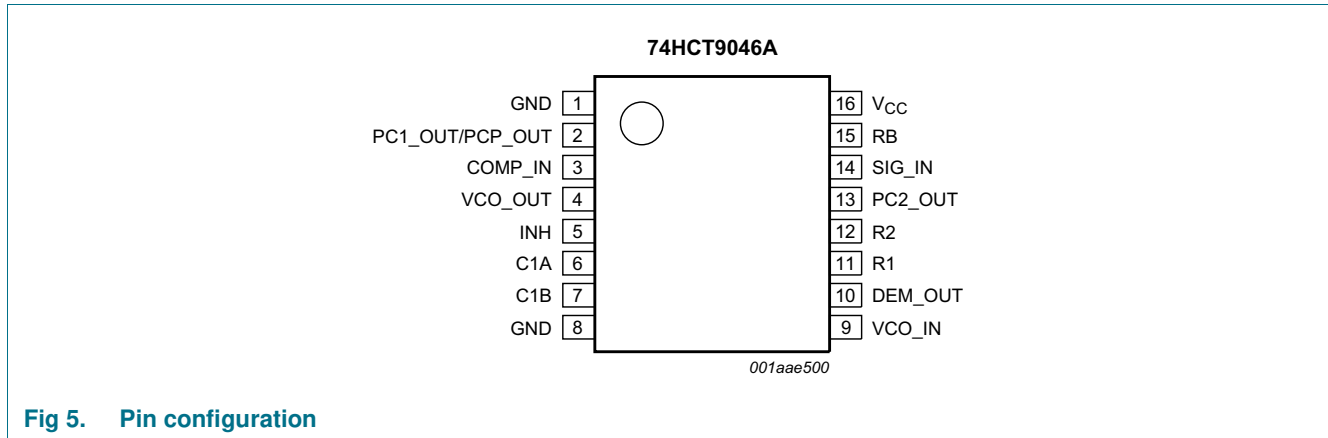 74HCT9046A
GND 1
PC1_OUT/PCP_OUT 2
COMP_IN 3
VCO_OUT 4
INH 5
C1A 6
C1B 7
GND 8
16 VCC
15 RB
14 SIG_IN
13 PC2_OUT
12 R2
11 R1
10 DEM_OUT
9 VCO_IN
001aae500
Fig 5. Pin configuration